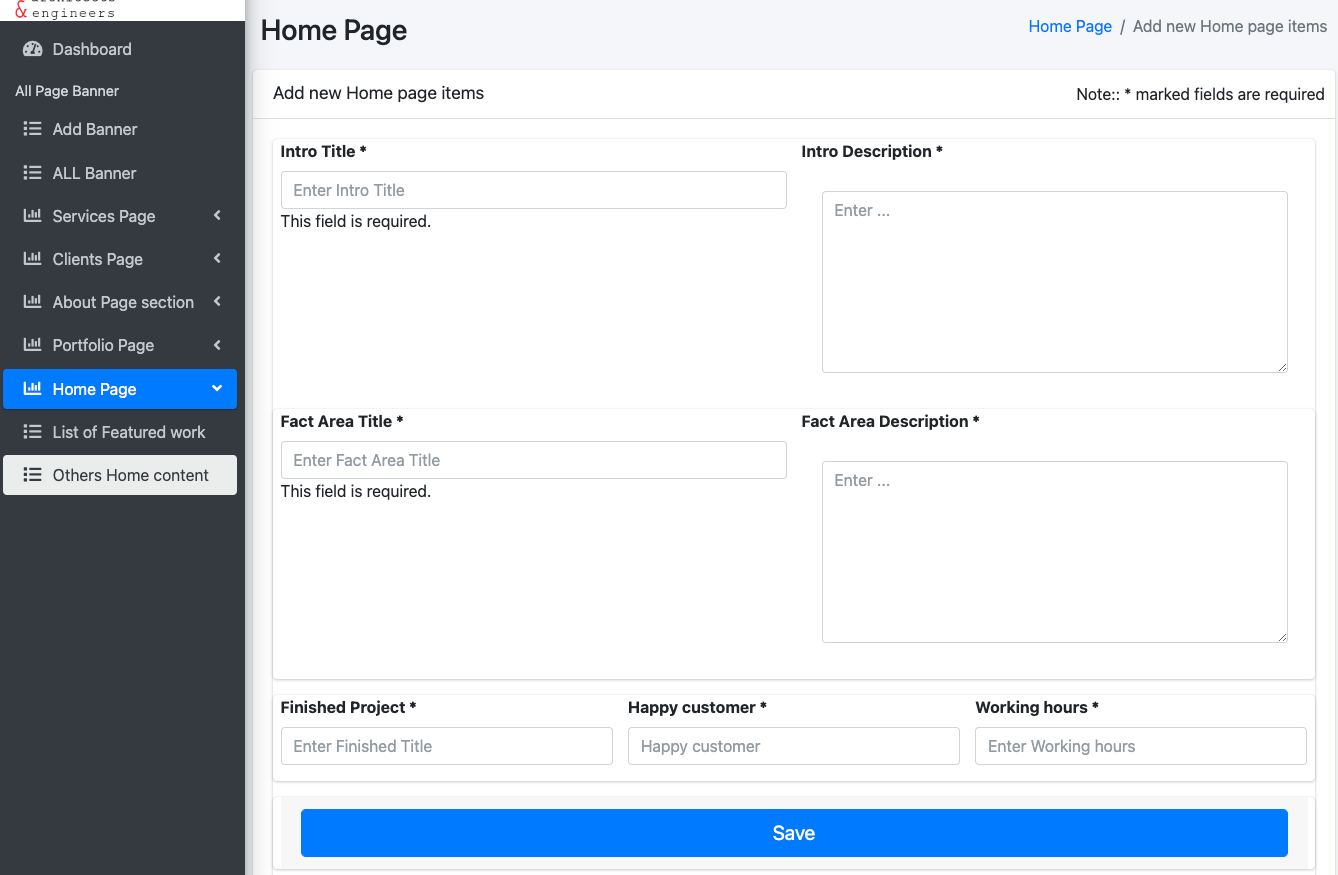 & engineers
Dashboard
All Page Banner
Add Banner
ALL Banner
Services Page
Clients Page
About Page section
Portfolio Page
Home Page
List of Featured work
Others Home content
Home Page
Home Page / Add new Home page items
Add new Home page items
Note:: * marked fields are required
Intro Title *
Enter Intro Title
This field is required.
Intro Description *
Enter ...
Fact Area Title *
Enter Fact Area Title
This field is required.
Fact Area Description *
Enter ...
Finished Project *
Enter Finished Title
Happy customer *
Happy customer
Working hours *
Enter Working hours
Save